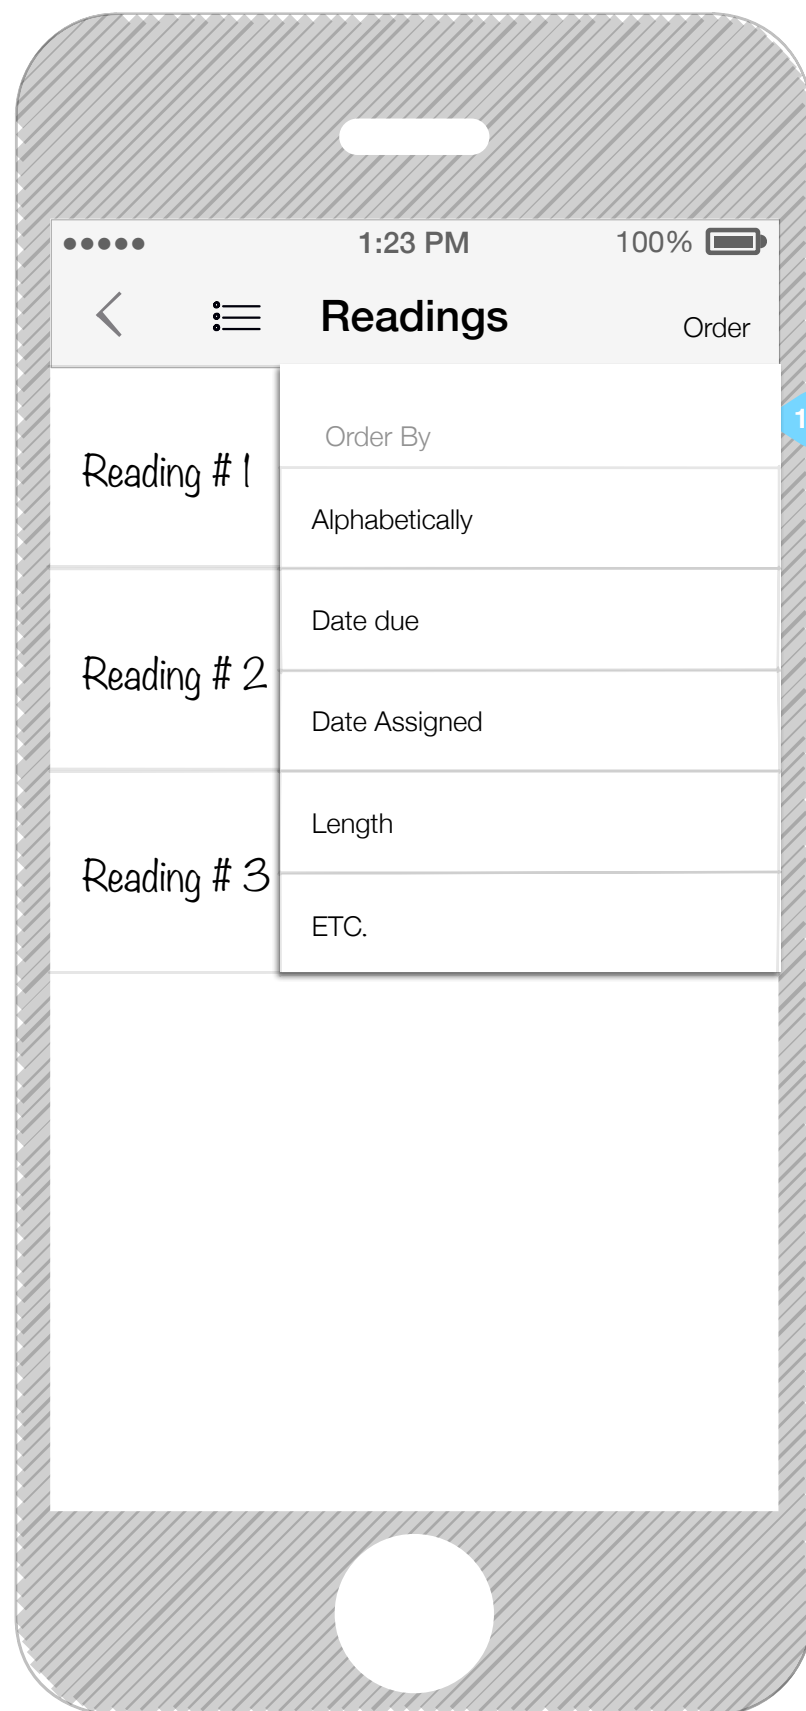 1:23 PM 100%
Readings Order
1
Order By
Reading # 1
Alphabetically
Date due
Reading # 2
Date Assigned
Length
Reading # 3
ETC.